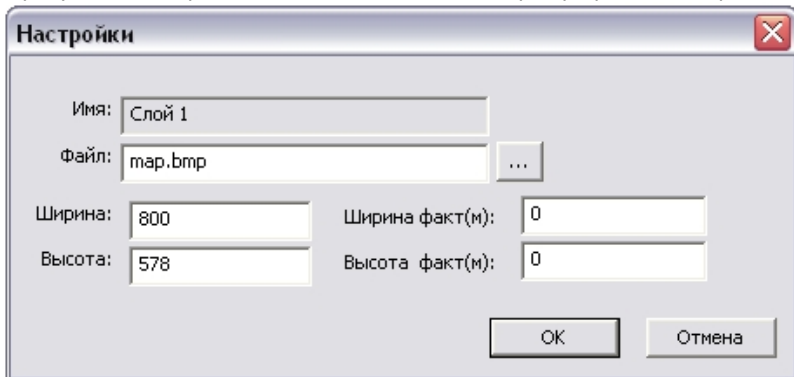 Настройки
Имя: Слой 1
Файл: map.bmp ...
Ширина: 800 Ширина факт(м): 0
Высота: 578 Высота факт(м): 0
OK Отмена